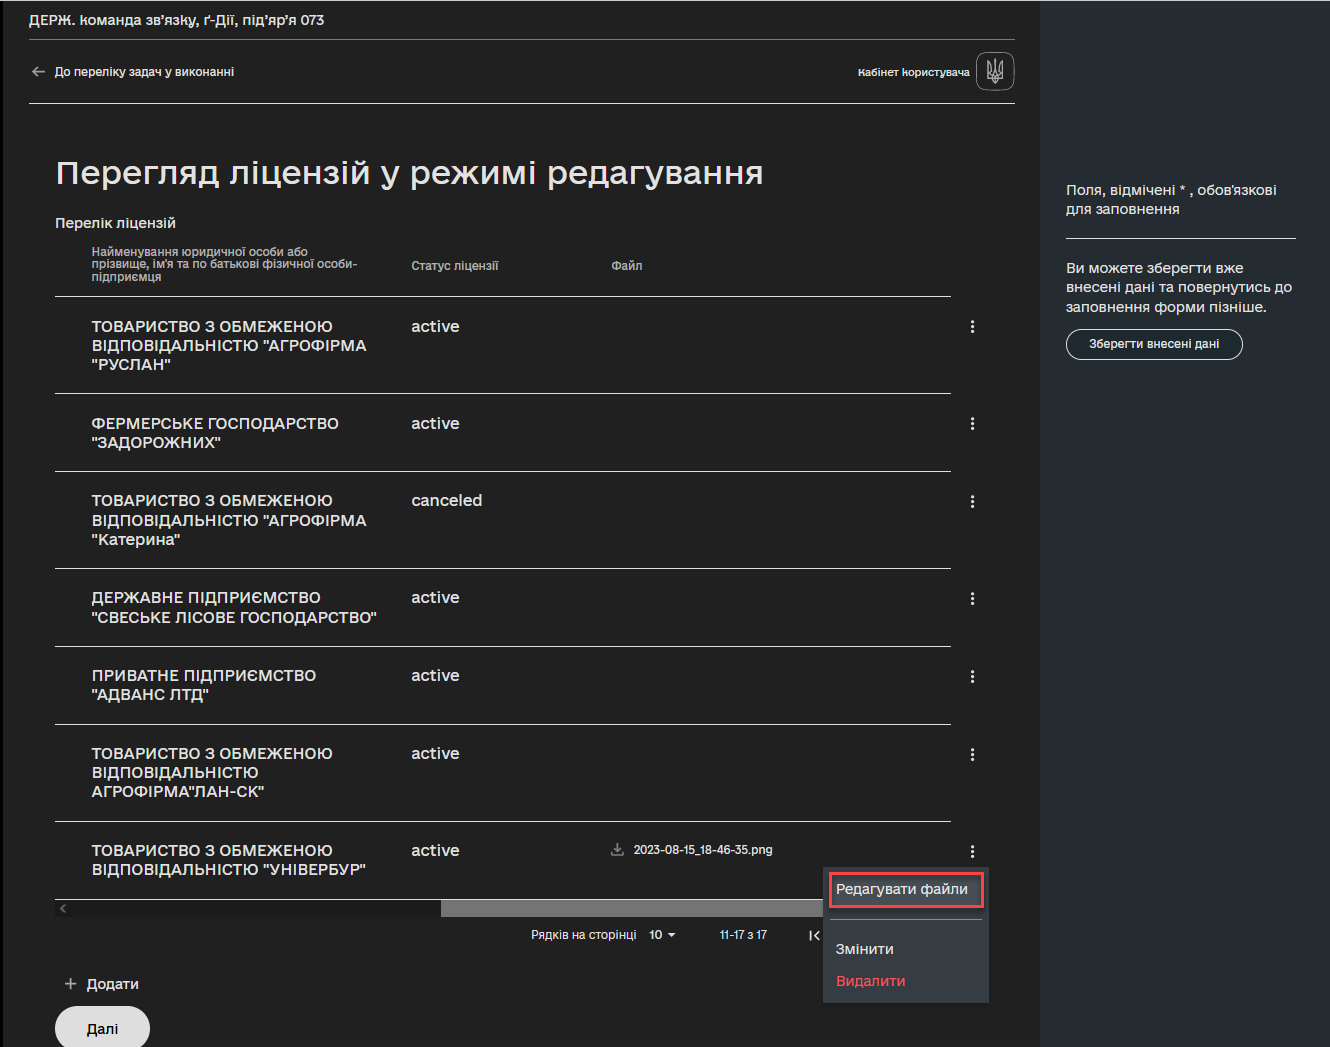 ДЕРЖ. команда зв’язку, ґ-Дії, під’яр’я 073
До переліку задач у виконанні
Кабінет користувача
Перегляд ліцензій у режимі редагування
Перелік ліцензій
Найменування юридичної особи або
прізвище, ім'я та по батькові фізичної особи-
підприємця
Статус ліцензії
Файл
ТОВАРИСТВО З ОБМЕЖЕНОЮ
ВІДПОВІДАЛЬНІСТЮ "АГРОФІРМА
"РУСЛАН"
active
ФЕРМЕРСЬКЕ ГОСПОДАРСТВО
"ЗАДОРОЖНИХ"
active
ТОВАРИСТВО З ОБМЕЖЕНОЮ
ВІДПОВІДАЛЬНІСТЮ "АГРОФІРМА
"Катерина"
canceled
ДЕРЖАВНЕ ПІДПРИЄМСТВО
"СВЕСЬКЕ ЛІСОВЕ ГОСПОДАРСТВО"
active
ПРИВАТНЕ ПІДПРИЄМСТВО
"АДВАНС ЛТД"
active
ТОВАРИСТВО З ОБМЕЖЕНОЮ
ВІДПОВІДАЛЬНІСТЮ
АГРОФІРМА"ЛАН-СК"
active
ТОВАРИСТВО З ОБМЕЖЕНОЮ
ВІДПОВІДАЛЬНІСТЮ "УНІВЕРБУР"
active
2023-08-15_18-46-35.png
Редагувати файли
Змінити
Видалити
Рядків на сторінці 10
11-17 з 17
Додати
Далі
Поля, відмічені * , обов'язкові
для заповнення
Ви можете зберегти вже
внесені дані та повернутись до
заповнення форми пізніше.
Зберегти внесені дані